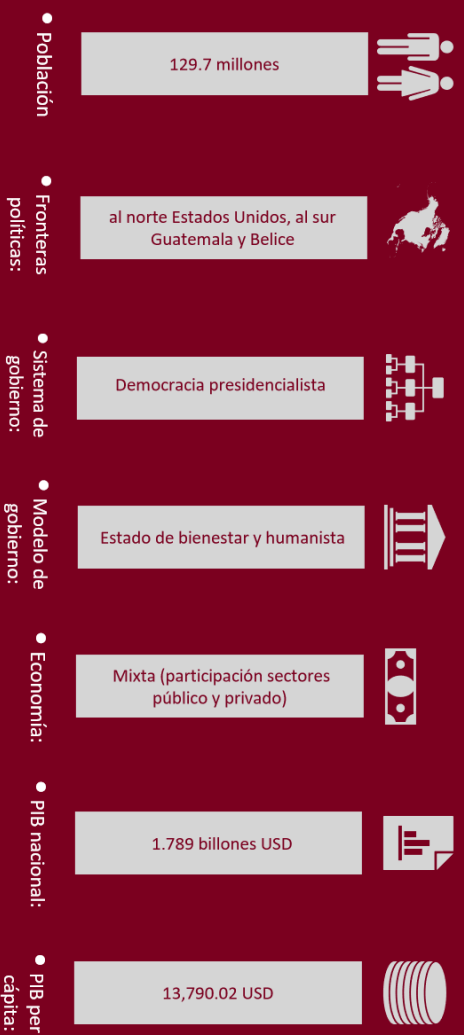 Población
129.7 millones
Fronteras
políticas:
al norte Estados Unidos, al sur
Guatemala y Belice
Sistema de
gobierno:
Democracia presidencialista
Modelo de
gobierno:
Estado de bienestar y humanista
Economía:
Mixta (participación sectores
público y privado)
PIB nacional:
1.789 billones USD
PIB per
cápita:
13,790.02 USD